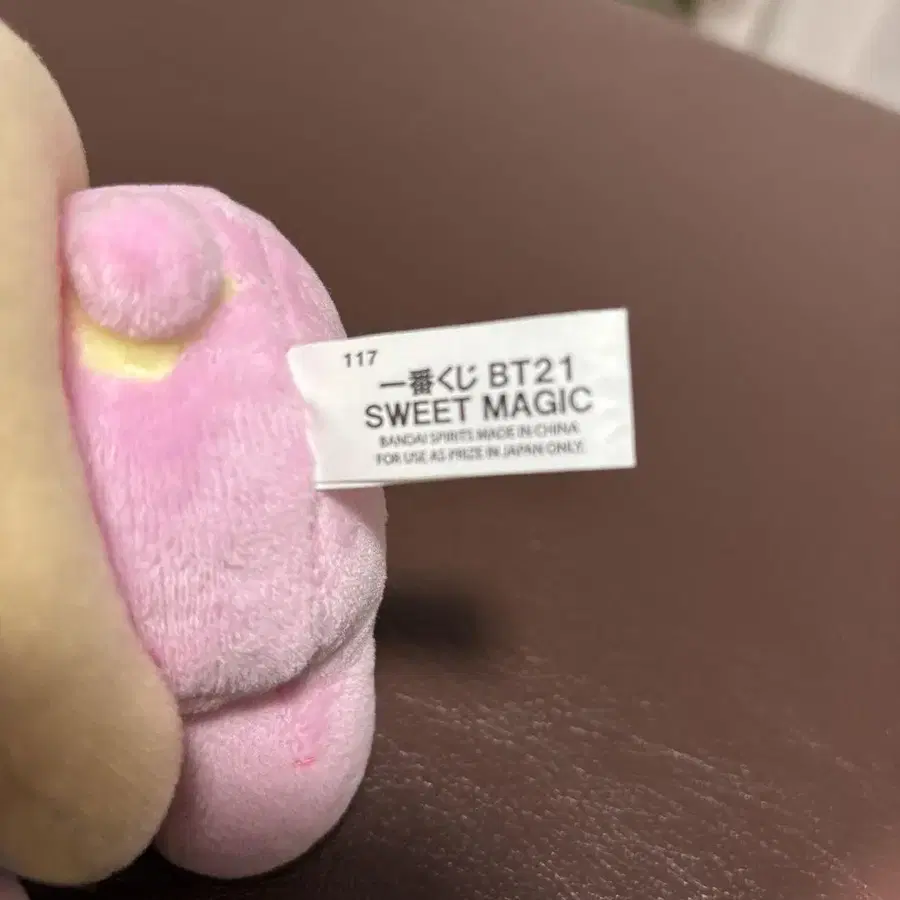 117
一番くじ BT21
SWEET MAGIC
BANDAI SPIRITS MADE IN CHINA
FOR USE AS PRIZE IN JAPAN ONLY.